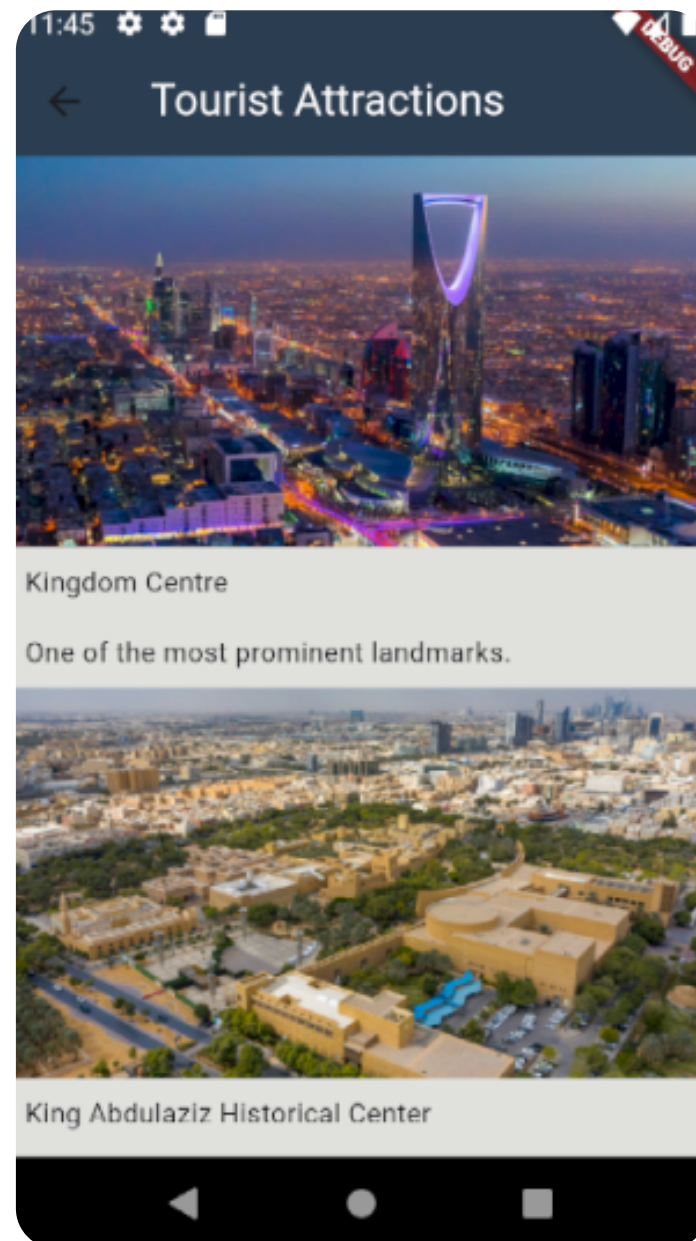 11:45
DEBUG
Tourist Attractions
Kingdom Centre
One of the most prominent landmarks.
King Abdulaziz Historical Center